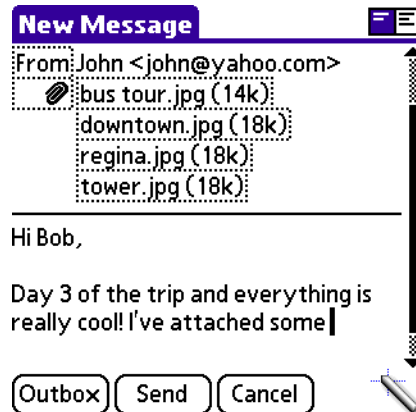 New Message
From John <john@yahoo.com>
bus tour.jpg (14k)
downtown.jpg (18k)
regina.jpg (18k)
tower.jpg (18k)
Hi Bob,
Day 3 of the trip and everything is
really cool! I've attached some
Outbox Send Cancel